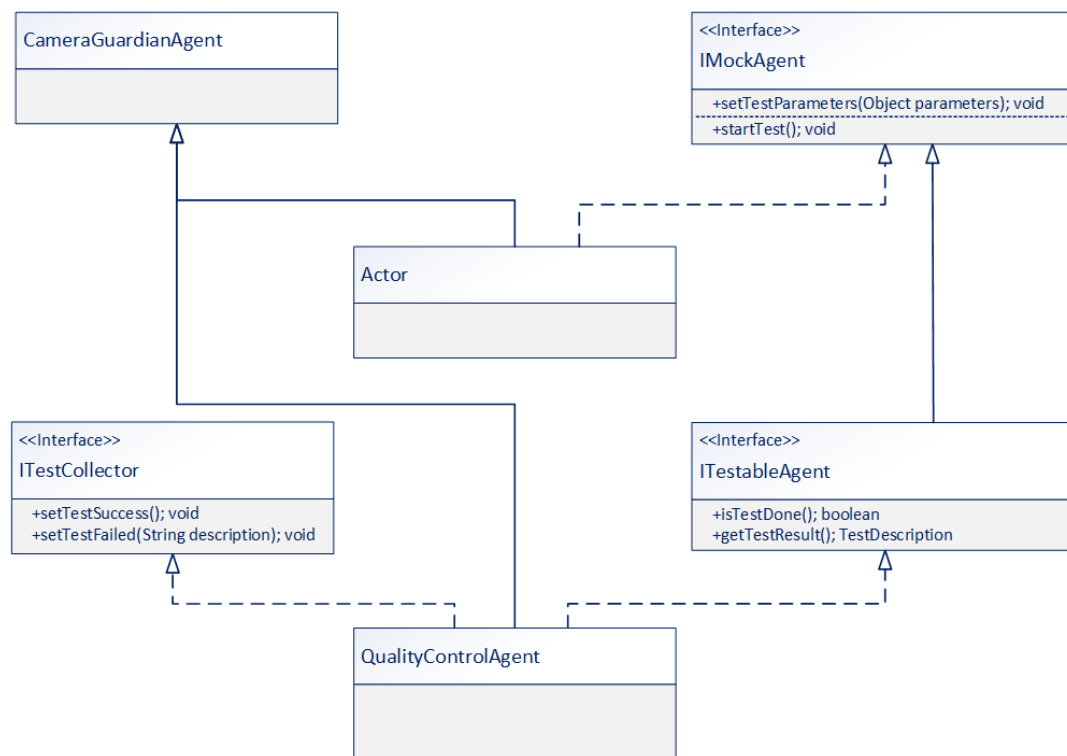 CameraGuardianAgent
<<Interface>>
IMockAgent
+setTestParameters(Object parameters); void
+startTest(); void
Actor
<<Interface>>
ITestCollector
+setTestSuccess(); void
+setTestFailed(String description); void
<<Interface>>
ITestableAgent
+isTestDone(); boolean
+getTestResult(); TestDescription
QualityControlAgent